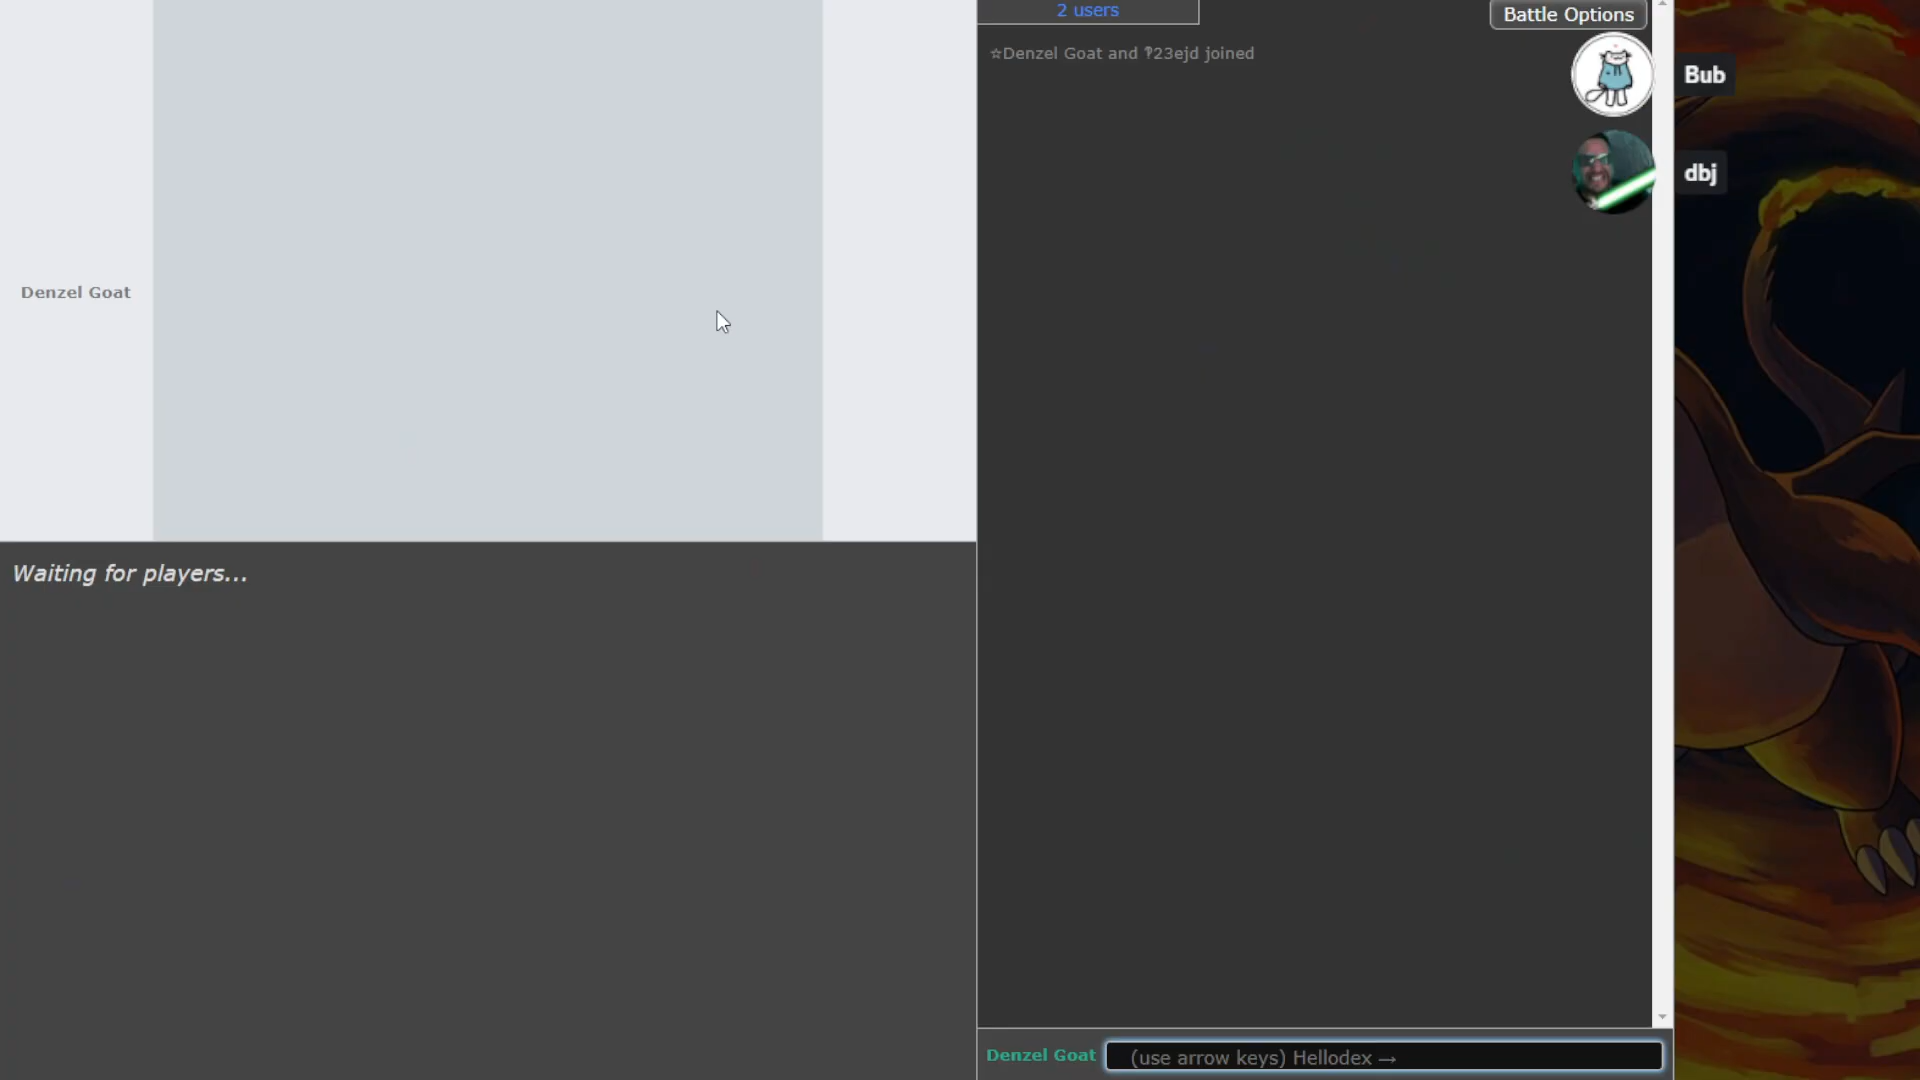 2 users
Battle Options
☆Denzel Goat and ‽23ejd joined
Bub
dbj
Denzel Goat
Waiting for players...
Denzel Goat
(use arrow keys) Hellodex →